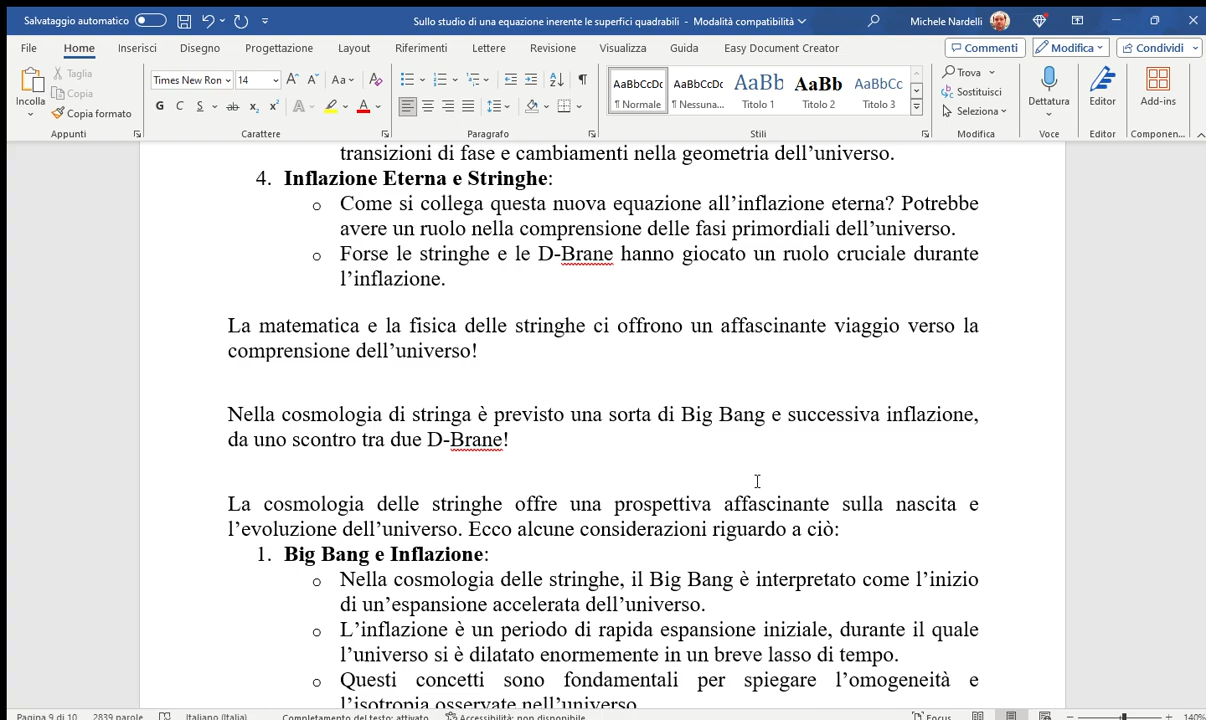 Salvataggio automatico
Sullo studio di una equazione inerente le superfici quadrabili - Modalità compatibilità
Michele Nardelli
File Home Inserisci Disegno Progettazione Layout Riferimenti Lettere Revisione Visualizza Guida Easy Document Creator
Commenti Modifica Condividi
Incolla
Taglia
Copia
Copia formato
Times New Ron 14
Aa
G C S ab x₂ x² A A
AaBbCcDc AaBbCcDc AaBb AaBb AaBbCc
¶ Normale ¶ Nessuna... Titolo 1 Titolo 2 Titolo 3
Trova
Sostituisci
Seleziona
Dettatura
Editor
Add-ins
Appunti Carattere Paragrafo Stili Modifica Voce Editor Componen...
transizioni di fase e cambiamenti nella geometria dell’universo.
4. Inflazione Eterna e Stringhe:
o Come si collega questa nuova equazione all’inflazione eterna? Potrebbe
avere un ruolo nella comprensione delle fasi primordiali dell’universo.
o Forse le stringhe e le D-Brane hanno giocato un ruolo cruciale durante
l’inflazione.
La matematica e la fisica delle stringhe ci offrono un affascinante viaggio verso la
comprensione dell’universo!
Nella cosmologia di stringa è previsto una sorta di Big Bang e successiva inflazione,
da uno scontro tra due D-Brane!
La cosmologia delle stringhe offre una prospettiva affascinante sulla nascita e
l’evoluzione dell’universo. Ecco alcune considerazioni riguardo a ciò:
1. Big Bang e Inflazione:
o Nella cosmologia delle stringhe, il Big Bang è interpretato come l’inizio
di un’espansione accelerata dell’universo.
o L’inflazione è un periodo di rapida espansione iniziale, durante il quale
l’universo si è dilatato enormemente in un breve lasso di tempo.
o Questi concetti sono fondamentali per spiegare l’omogeneità e
l’isotropia osservate nell’universo.
Pagina 9 di 10 2839 parole Italiano (Italia) Completamento del testo: attivato Accessibilità: non disponibile Focus 140%